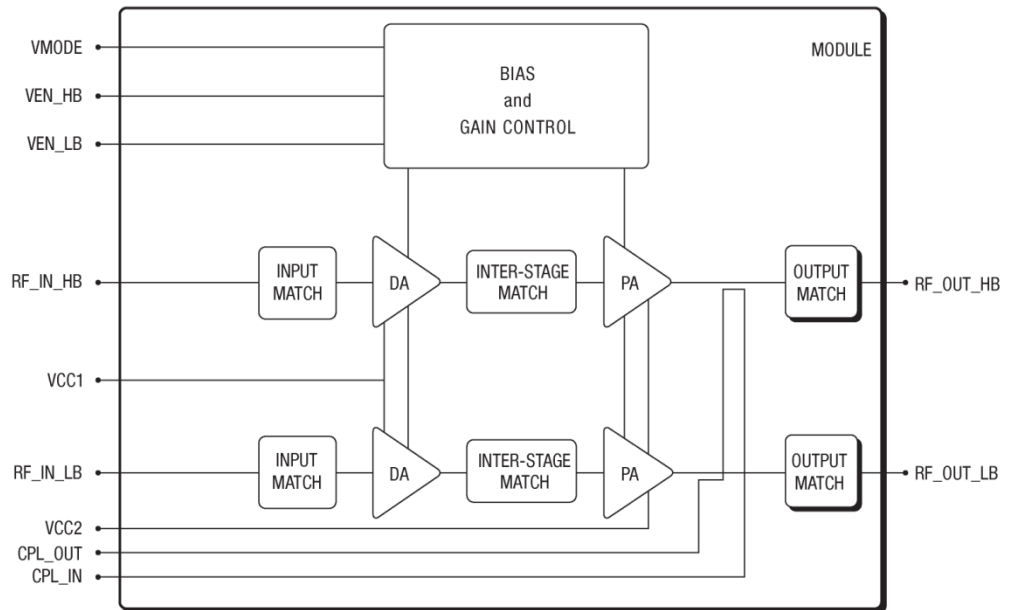 VMODE
VEN_HB
VEN_LB
BIAS
and
GAIN CONTROL
MODULE
RF_IN_HB
INPUT
MATCH
DA
INTER-STAGE
MATCH
PA
OUTPUT
MATCH
RF_OUT_HB
VCC1
RF_IN_LB
INPUT
MATCH
DA
INTER-STAGE
MATCH
PA
OUTPUT
MATCH
RF_OUT_LB
VCC2
CPL_OUT
CPL_IN